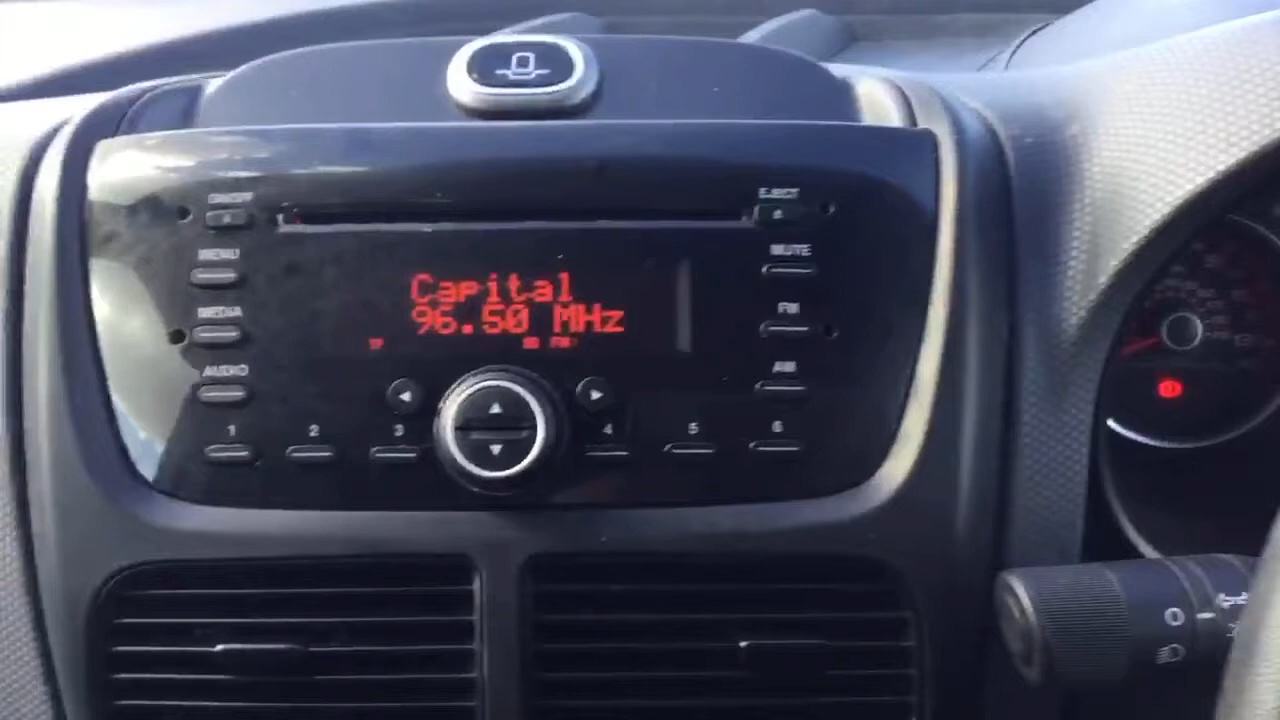 ON/OFF
EJECT
MENU
MUTE
MEDIA
FM
AUDIO
AM
Capital
96.50 MHz
1
2
3
4
5
6
0